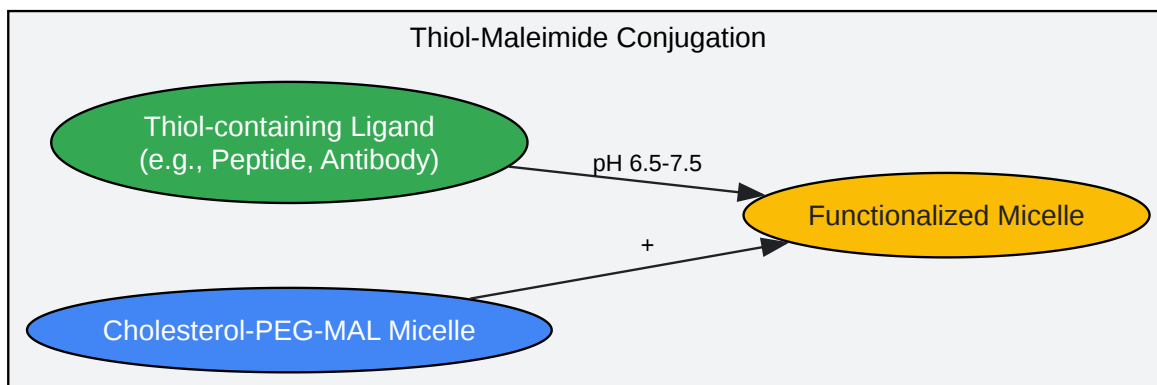 Thiol-Maleimide Conjugation
Thiol-containing Ligand
(e.g., Peptide, Antibody)
pH 6.5-7.5
Functionalized Micelle
+
Cholesterol-PEG-MAL Micelle